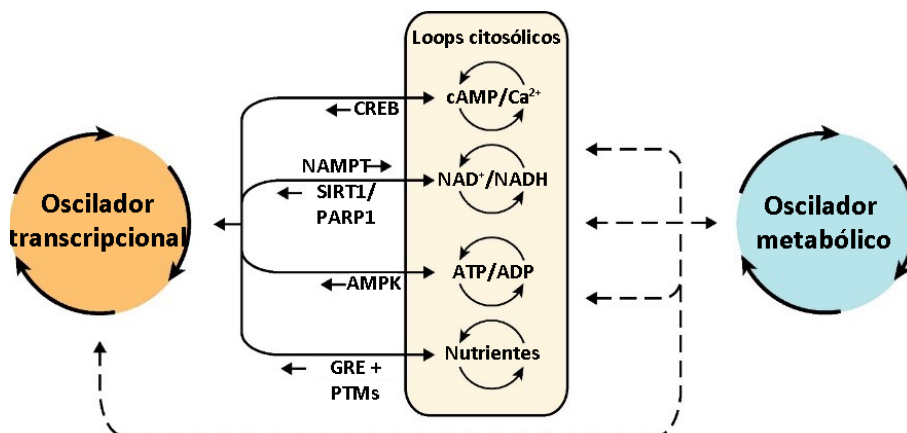 Loops citosólicos
cAMP/Ca²⁺
← CREB
NAMPT →
NAD⁺/NADH
← SIRT1/
PARP1
Oscilador
transcripcional
Oscilador
metabólico
ATP/ADP
← AMPK
Nutrientes
← GRE +
PTMs